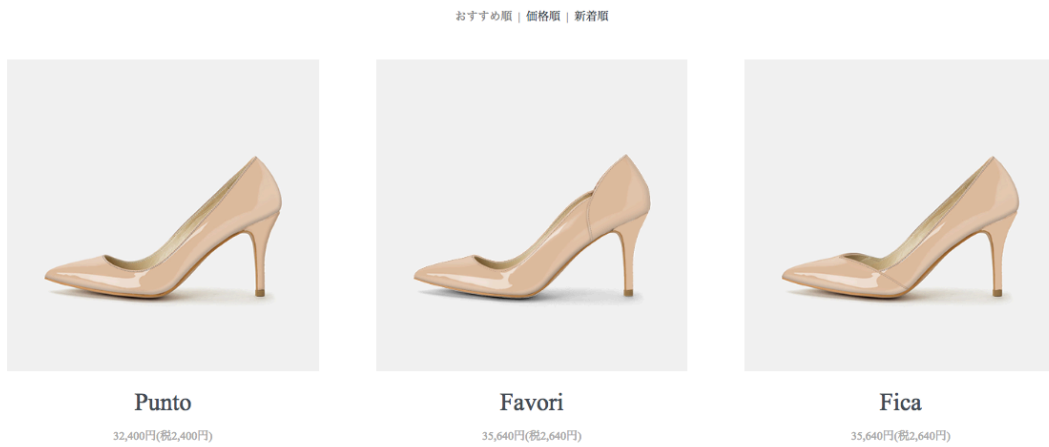 おすすめ順 | 価格順 | 新着順
Punto
Favori
Fica
32,400円(税2,400円)
35,640円(税2,640円)
35,640円(税2,640円)